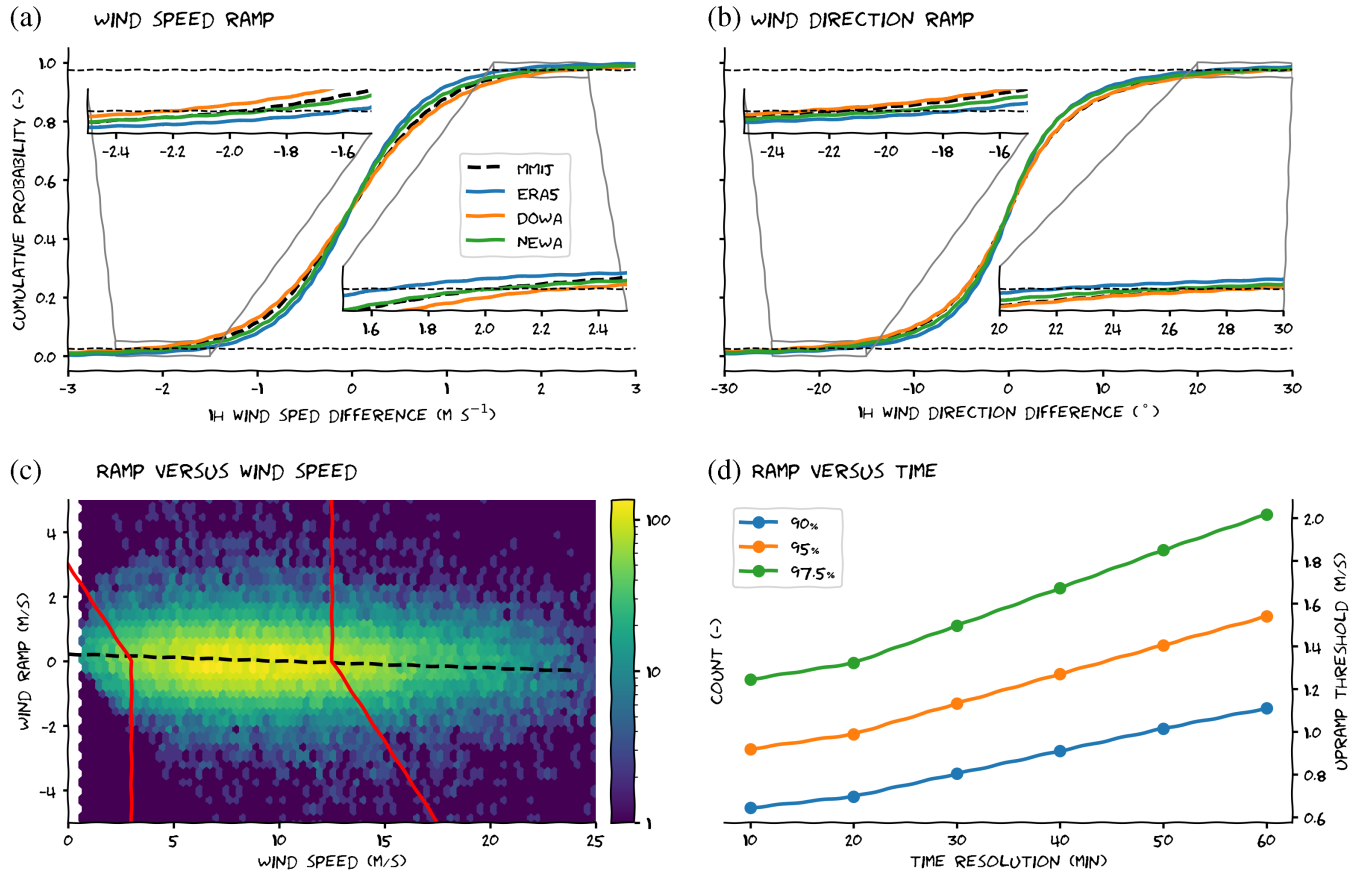 (a) WIND SPEED RAMP
CUMULATIVE PROBABILITY (-)
1.0
0.8
0.6
0.4
0.2
0.0
-2.4 -2.2 -2.0 -1.8 -1.6
MMIJ
ERA5
DOWA
NEWA
1.6 1.8 2.0 2.2 2.4
-3 -2 -1 0 1 2 3
1H WIND SPED DIFFERENCE (M S⁻¹)
(b) WIND DIRECTION RAMP
-24 -22 -20 -18 -16
20 22 24 26 28 30
-30 -20 -10 0 10 20 30
1H WIND DIRECTION DIFFERENCE (°)
(c) RAMP VERSUS WIND SPEED
WIND RAMP (M/S)
4
2
0
-2
-4
0 5 10 15 20 25
WIND SPEED (M/S)
100
10
1
COUNT (-)
(d) RAMP VERSUS TIME
90%
95%
97.5%
2.0
1.8
1.6
1.4
1.2
1.0
0.8
0.6
UPRAMP THRESHOLD (M/S)
10 20 30 40 50 60
TIME RESOLUTION (MIN)